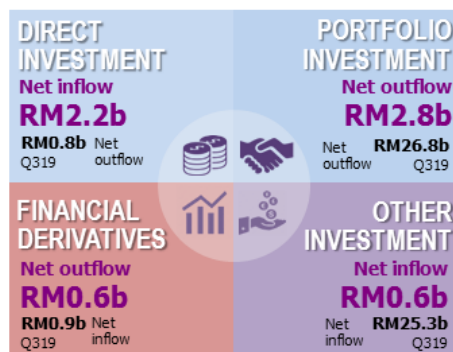 DIRECT
INVESTMENT
Net inflow
RM2.2b
RM0.8b Net
Q319 outflow
PORTFOLIO
INVESTMENT
Net outflow
RM2.8b
Net RM26.8b
outflow Q319
FINANCIAL
DERIVATIVES
Net outflow
RM0.6b
RM0.9b Net
Q319 inflow
OTHER
INVESTMENT
Net inflow
RM0.6b
Net RM25.3b
inflow Q319